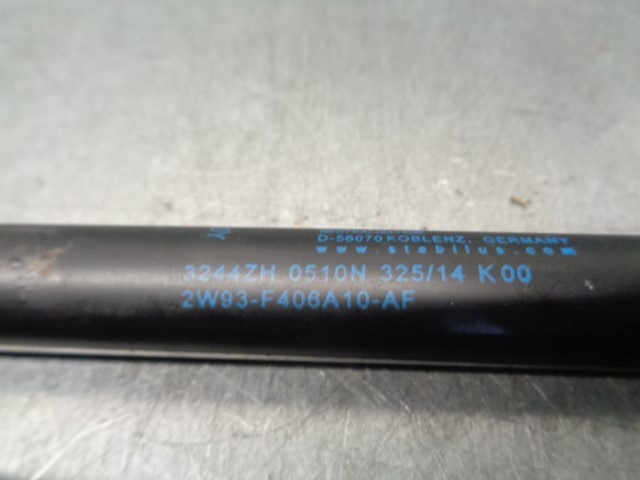 D-56070 KOBLENZ, GERMANY
www.stabilus.com
3244ZH 0510N 325/14 K00
2W93-F406A10-AF